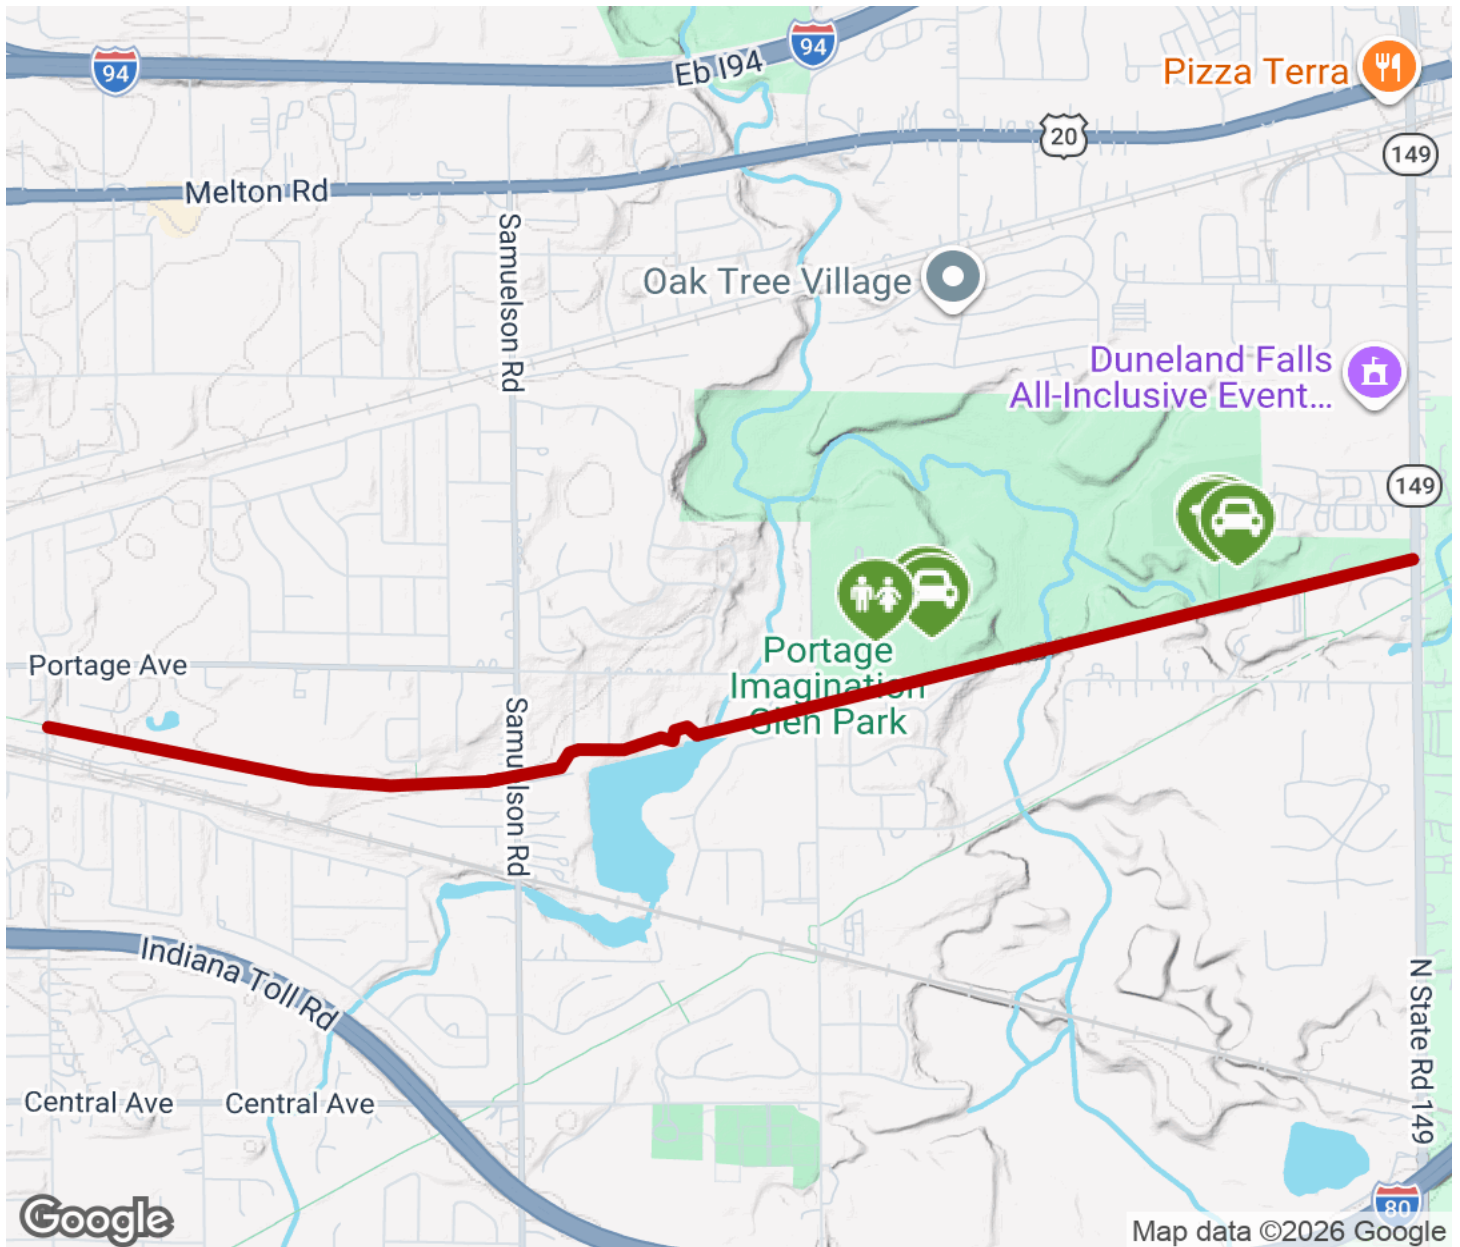 94
Eb I94
94
Pizza Terra
20
149
Melton Rd
Samuelson Rd
Oak Tree Village
Duneland Falls
All-Inclusive Event...
149
Portage Ave
Portage
Imagination
Glen Park
Samuelson Rd
Indiana Toll Rd
N State Rd 149
Central Ave
Central Ave
80
Google
Map data ©2026 Google